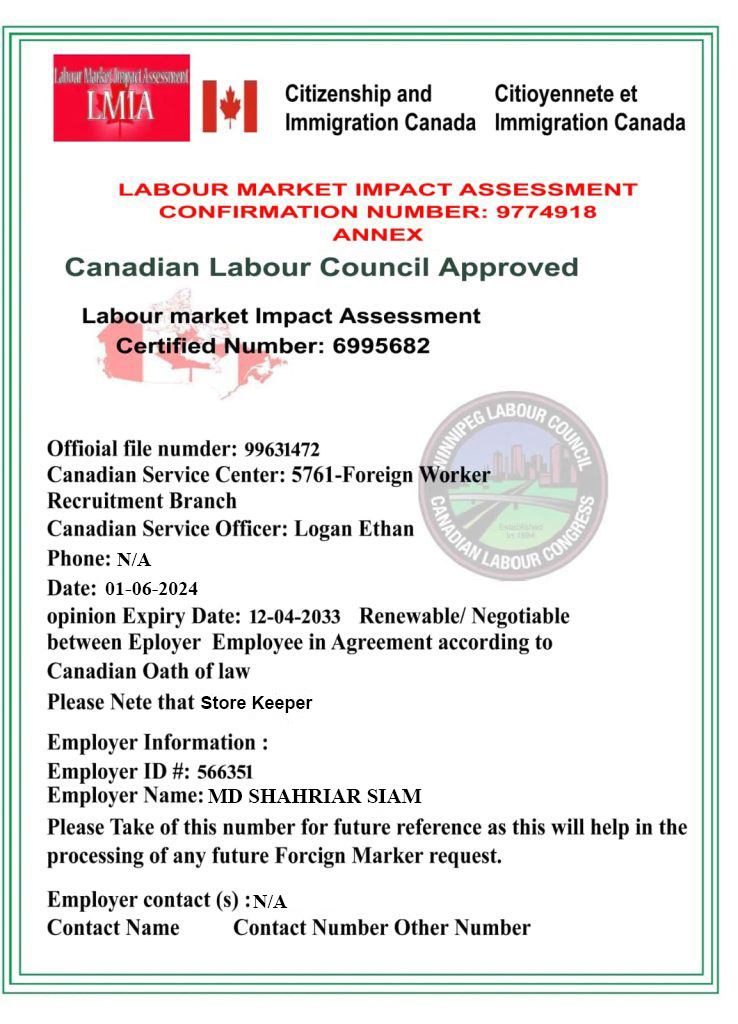 Labour Market Impact Assessment
LMIA
Citizenship and
Immigration Canada
Citioyennete et
Immigration Canada
LABOUR MARKET IMPACT ASSESSMENT
CONFIRMATION NUMBER: 9774918
ANNEX
Canadian Labour Council Approved
Labour market Impact Assessment
Certified Number: 6995682
WINNIPEG LABOUR COUNCIL
Established
in 1894
CANADIAN LABOUR CONGRESS
Offioial file numder: 99631472
Canadian Service Center: 5761-Foreign Worker
Recruitment Branch
Canadian Service Officer: Logan Ethan
Phone: N/A
Date: 01-06-2024
opinion Expiry Date: 12-04-2033 Renewable/ Negotiable
between Eployer Employee in Agreement according to
Canadian Oath of law
Please Nete that Store Keeper
Employer Information :
Employer ID #: 566351
Employer Name: MD SHAHRIAR SIAM
Please Take of this number for future reference as this will help in the
processing of any future Forcign Marker request.
Employer contact (s) : N/A
Contact Name Contact Number Other Number